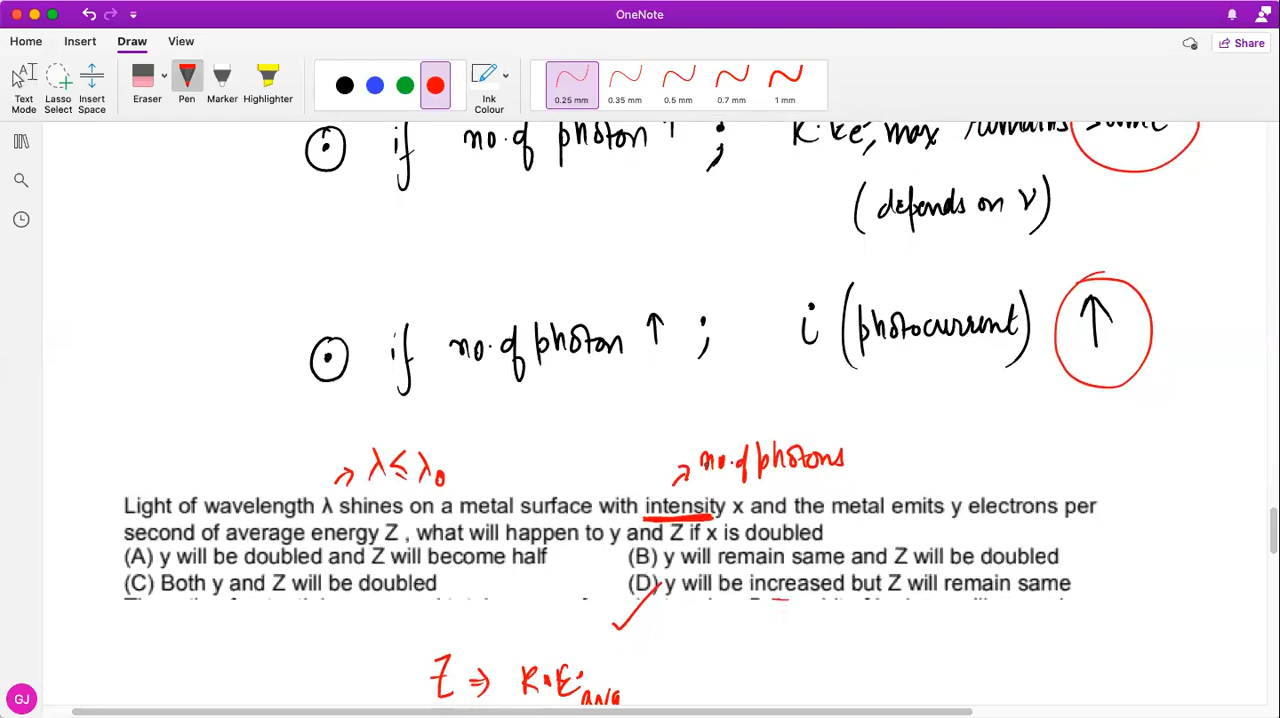 OneNote
Home Insert Draw View
Share
Text Mode
Lasso Select
Insert Space
Eraser
Pen
Marker
Highlighter
Ink Colour
0.25 mm
0.35 mm
0.5 mm
0.7 mm
1 mm
if no. of photon ↑ ; K·Ee, max remains same
(depends on ν)
if no. of photon ↑ ; i (photocurrent) ↑
→ λ ≤ λ0
→ no. of photons
Light of wavelength λ shines on a metal surface with intensity x and the metal emits y electrons per
second of average energy Z , what will happen to y and Z if x is doubled
(A) y will be doubled and Z will become half (B) y will remain same and Z will be doubled
(C) Both y and Z will be doubled (D) y will be increased but Z will remain same
Z ⇒ K·E·avg
GJ